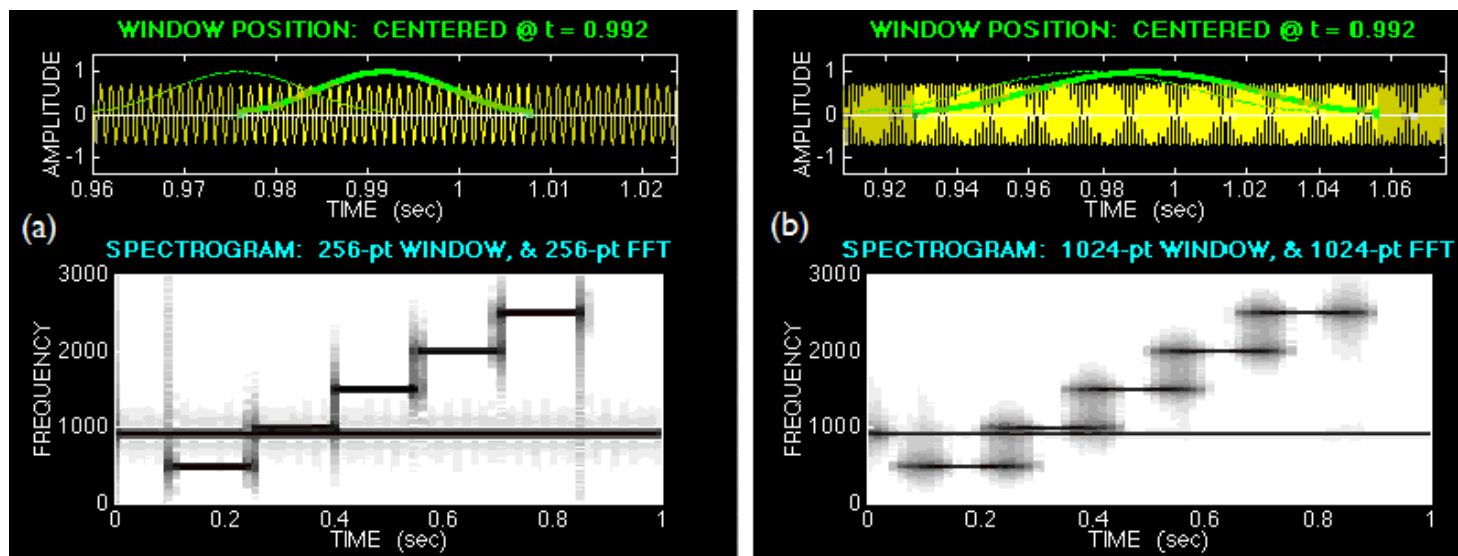 WINDOW POSITION: CENTERED @ t = 0.992
AMPLITUDE
1
0
-1
0.96 0.97 0.98 0.99 1 1.01 1.02
TIME (sec)
(a)
SPECTROGRAM: 256-pt WINDOW, & 256-pt FFT
FREQUENCY
3000
2000
1000
0
0 0.2 0.4 0.6 0.8 1
TIME (sec)
WINDOW POSITION: CENTERED @ t = 0.992
AMPLITUDE
1
0
-1
0.92 0.94 0.96 0.98 1 1.02 1.04 1.06
TIME (sec)
(b)
SPECTROGRAM: 1024-pt WINDOW, & 1024-pt FFT
FREQUENCY
3000
2000
1000
0
0 0.2 0.4 0.6 0.8 1
TIME (sec)